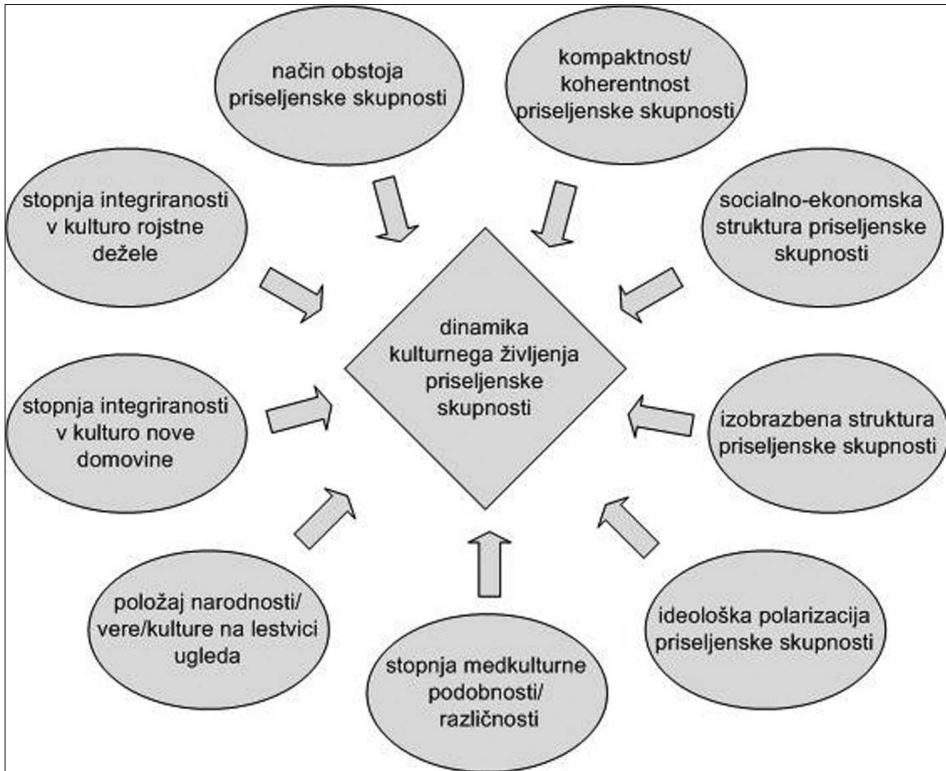 način obstoja
priseljenske skupnosti
kompaktnost/
koherentnost
priseljenske skupnosti
stopnja integriranosti
v kulturo rojstne
dežele
socialno-ekonomska
struktura priseljenske
skupnosti
dinamika
kulturnega življenja
priseljenske
skupnosti
stopnja integriranosti
v kulturo nove
domovine
izobrazbena struktura
priseljenske skupnosti
položaj narodnosti/
vere/kulture na lestvici
ugleda
ideološka polarizacija
priseljenske skupnosti
stopnja medkulturne
podobnosti/
različnosti